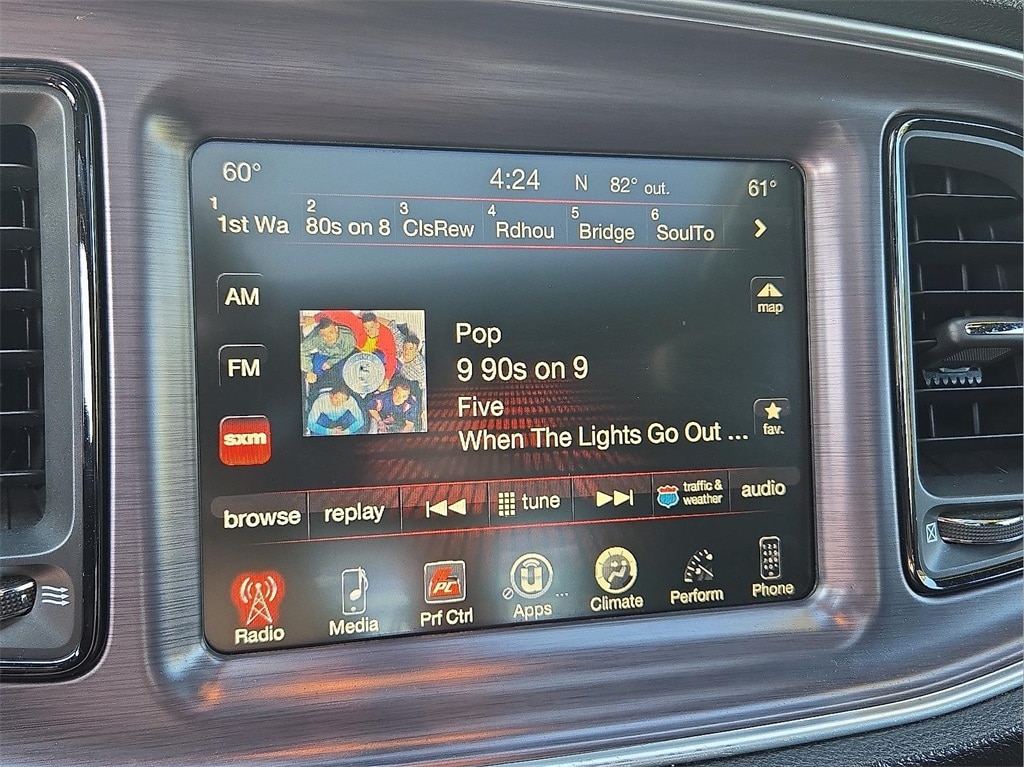 60° 4:24 N 82° out. 61°
1 2 3 4 5 6
1st Wa 80s on 8 ClsRew Rdhou Bridge SoulTo
AM
map
Pop
FM
9 90s on 9
Five
fav.
sxm
When The Lights Go Out ...
browse replay tune traffic & weather audio
PC
U
Radio Media Prf Ctrl Apps ... Climate Perform Phone